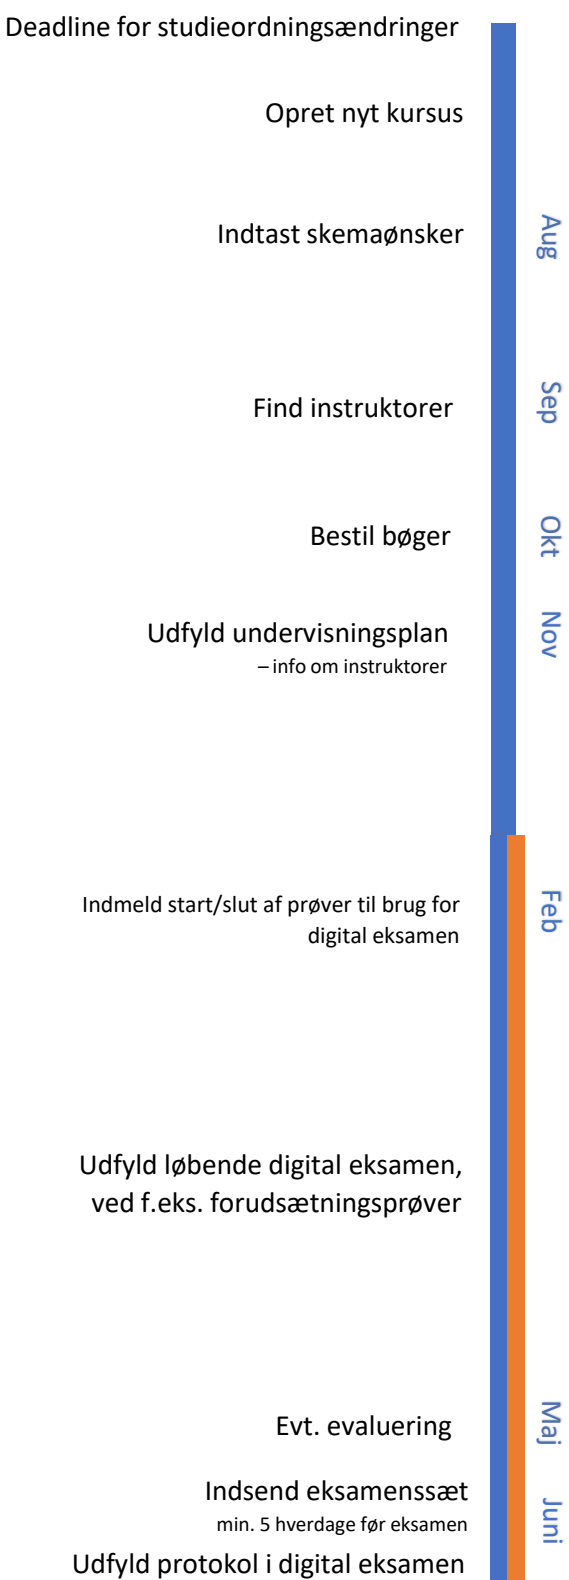 Deadline for studieordningsændringer
Opret nyt kursus
Indtast skemaønsker
Aug
Find instruktorer
Sep
Bestil bøger
Okt
Udfyld undervisningsplan
– info om instruktorer
Nov
Indmeld start/slut af prøver til brug for
digital eksamen
Feb
Udfyld løbende digital eksamen,
ved f.eks. forudsætningsprøver
Evt. evaluering
Maj
Indsend eksamenssæt
min. 5 hverdage før eksamen
Juni
Udfyld protokol i digital eksamen